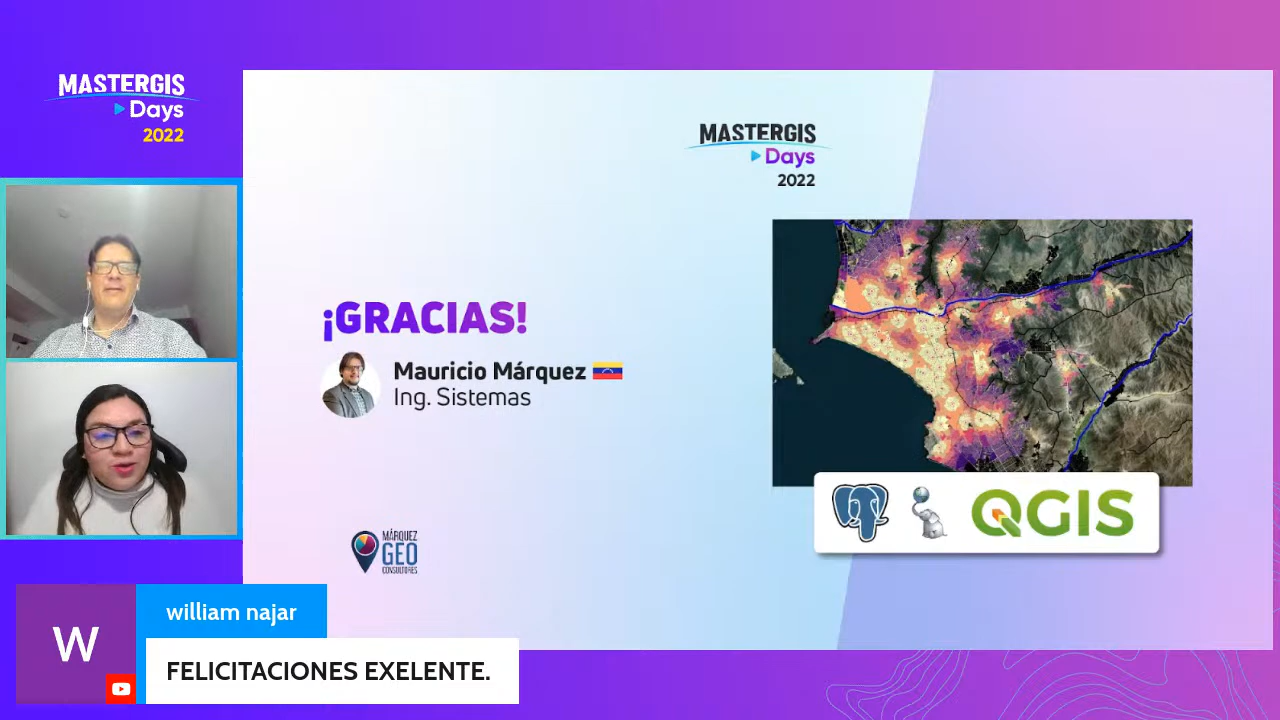 MASTERGIS
Days
2022
MASTERGIS
Days
2022
¡GRACIAS!
Mauricio Márquez
Ing. Sistemas
MÁRQUEZ
GEO
CONSULTORES
QGIS
W
william najar
FELICITACIONES EXELENTE.